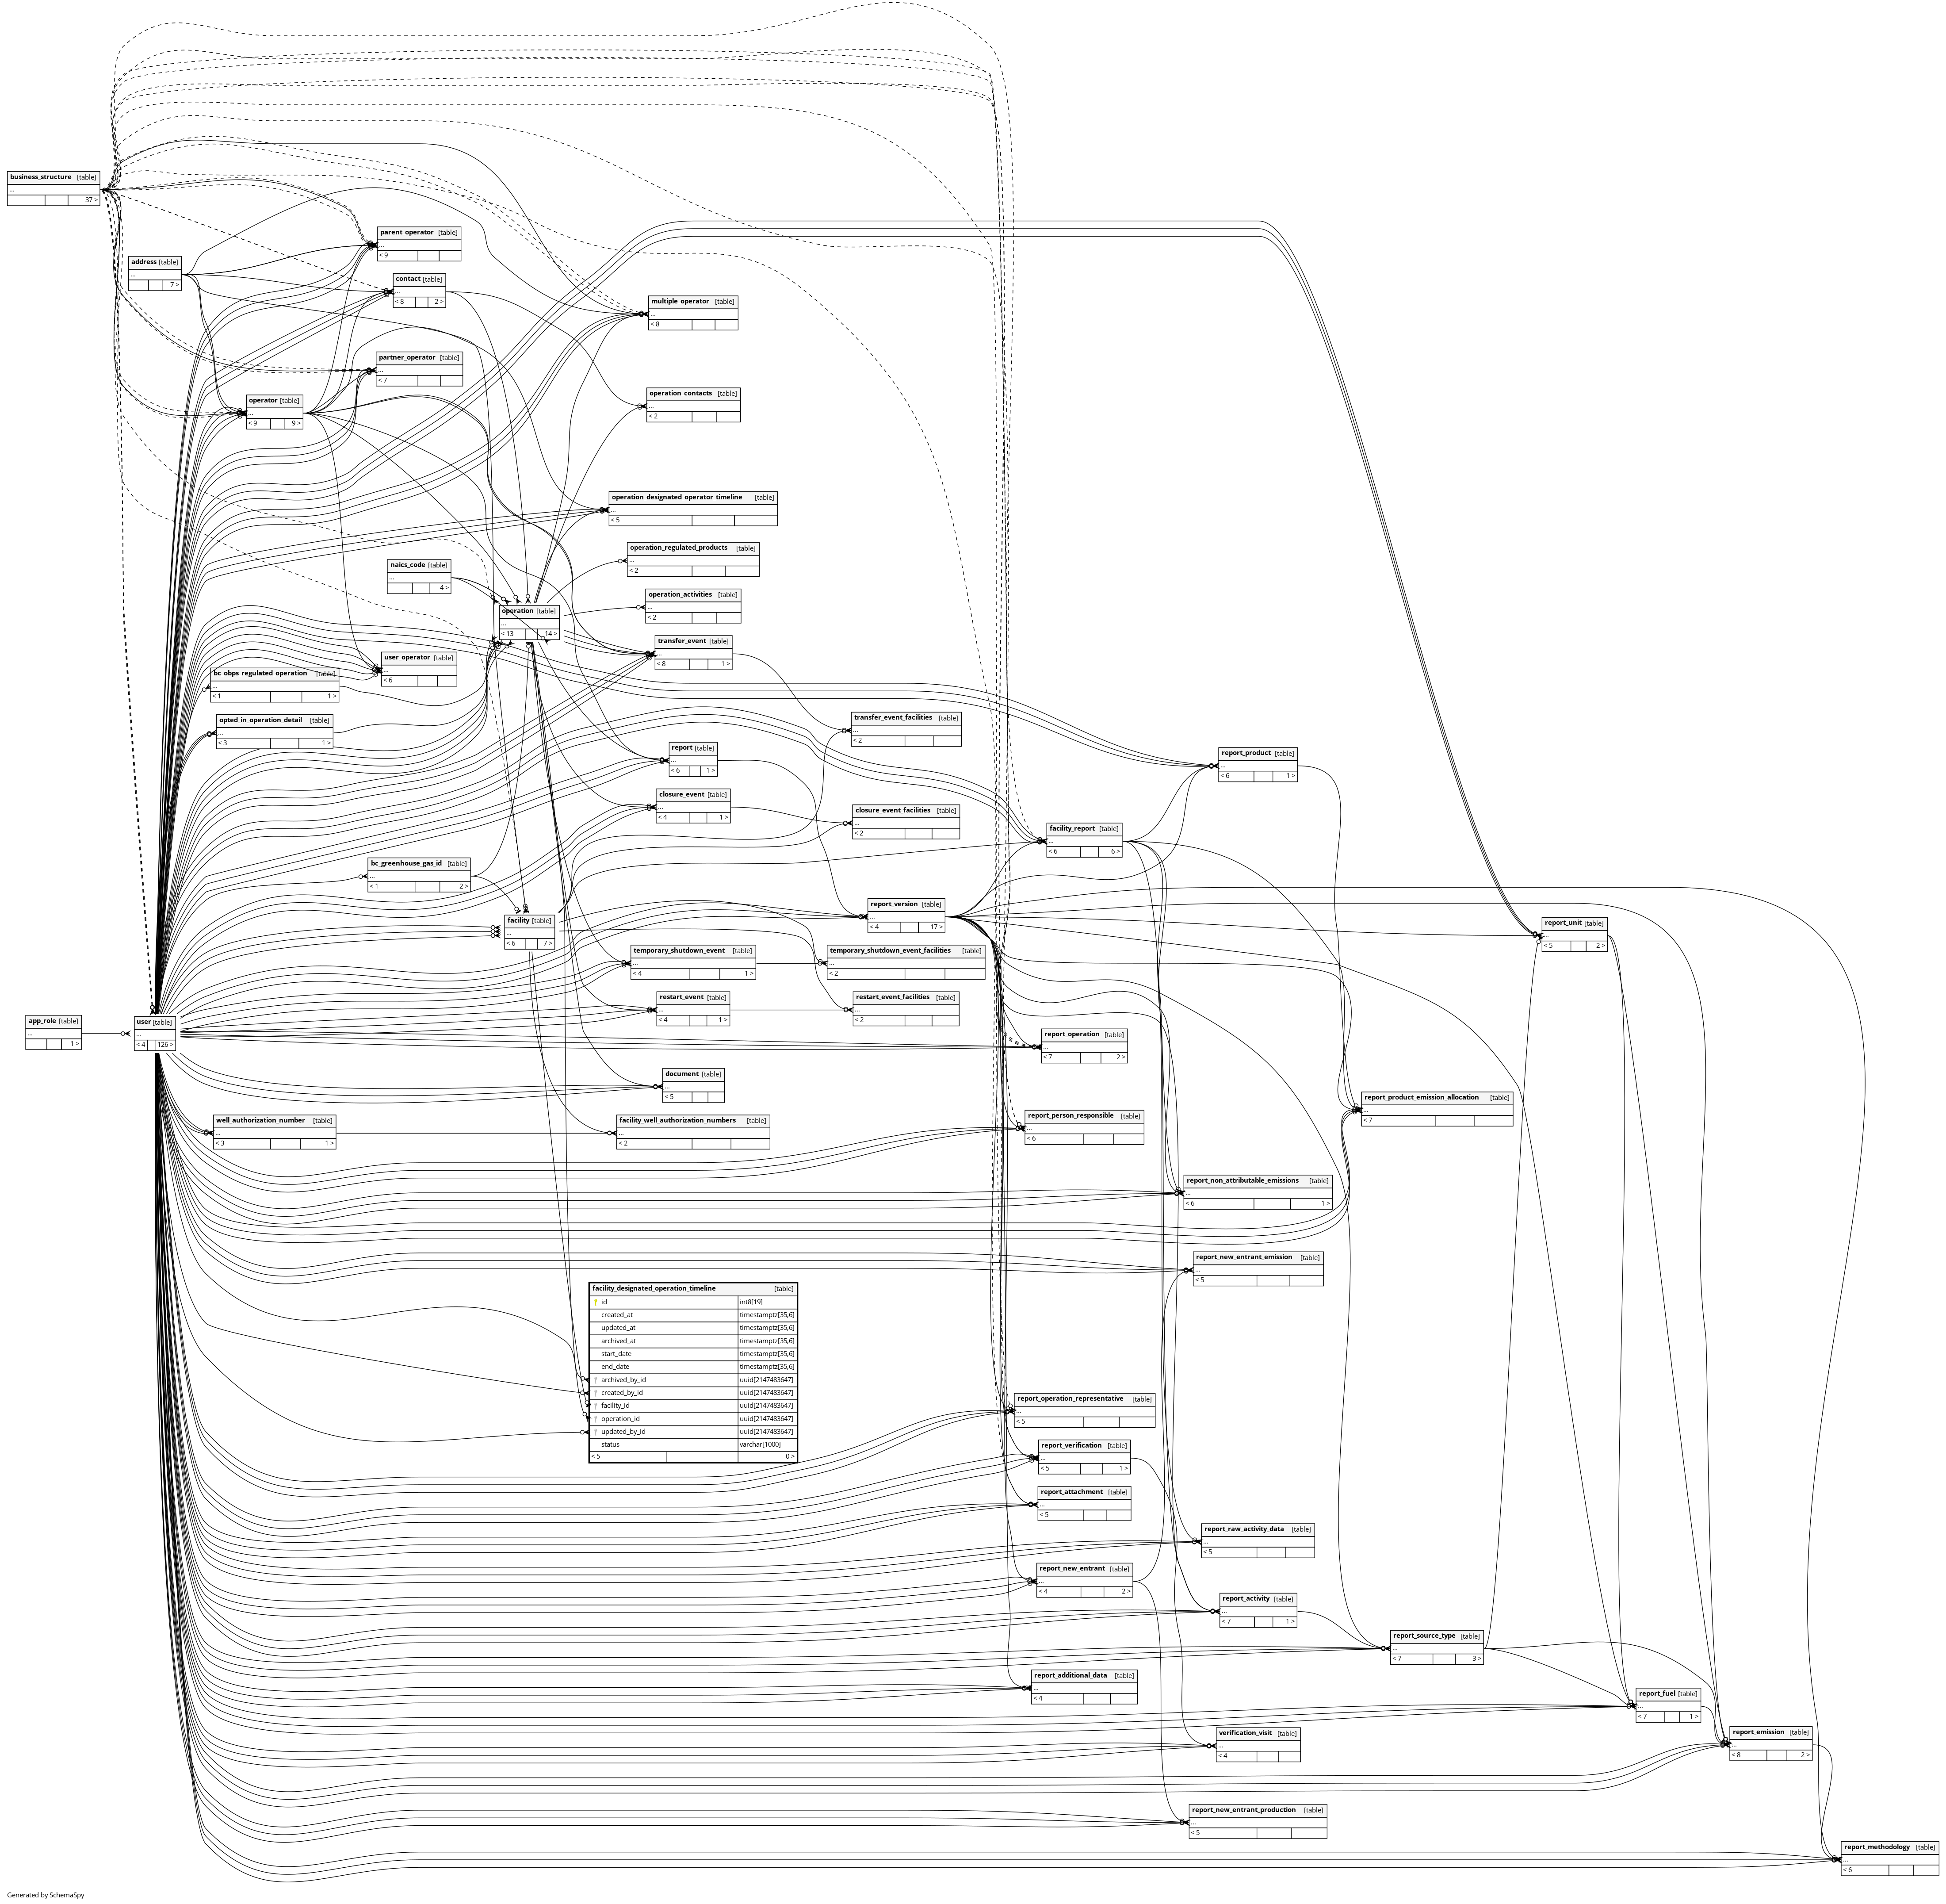 business_structure [table]
...
37 >
parent_operator [table]
...
< 9
address [table]
...
7 >
contact [table]
...
< 8 2 >
multiple_operator [table]
...
< 8
partner_operator [table]
...
< 7
operation_contacts [table]
...
< 2
operator [table]
...
< 9 9 >
operation_designated_operator_timeline [table]
...
< 5
operation_regulated_products [table]
...
< 2
naics_code [table]
...
4 >
operation_activities [table]
...
< 2
operation [table]
...
< 13 14 >
transfer_event [table]
...
< 8 1 >
user_operator [table]
...
< 6
bc_obps_regulated_operation [table]
...
< 1 1 >
opted_in_operation_detail [table]
...
< 3 1 >
transfer_event_facilities [table]
...
< 2
report [table]
...
< 6 1 >
report_product [table]
...
< 6 1 >
closure_event [table]
...
< 4 1 >
closure_event_facilities [table]
...
< 2
facility_report [table]
...
< 6 6 >
bc_greenhouse_gas_id [table]
...
< 1 2 >
report_version [table]
...
< 4 17 >
facility [table]
...
< 6 7 >
report_unit [table]
...
< 5 2 >
temporary_shutdown_event [table]
...
< 4 1 >
temporary_shutdown_event_facilities [table]
...
< 2
restart_event [table]
...
< 4 1 >
restart_event_facilities [table]
...
< 2
app_role [table]
...
1 >
user [table]
...
< 4 126 >
report_operation [table]
...
< 7 2 >
document [table]
...
< 5
report_product_emission_allocation [table]
...
< 7
well_authorization_number [table]
...
< 3 1 >
facility_well_authorization_numbers [table]
...
< 2
report_person_responsible [table]
...
< 6
report_non_attributable_emissions [table]
...
< 6 1 >
report_new_entrant_emission [table]
...
< 5
facility_designated_operation_timeline [table]
id int8[19]
created_at timestamptz[35,6]
updated_at timestamptz[35,6]
archived_at timestamptz[35,6]
start_date timestamptz[35,6]
end_date timestamptz[35,6]
archived_by_id uuid[2147483647]
created_by_id uuid[2147483647]
facility_id uuid[2147483647]
operation_id uuid[2147483647]
updated_by_id uuid[2147483647]
status varchar[1000]
< 5 0 >
report_operation_representative [table]
...
< 5
report_verification [table]
...
< 5 1 >
report_attachment [table]
...
< 5
report_raw_activity_data [table]
...
< 5
report_new_entrant [table]
...
< 4 2 >
report_activity [table]
...
< 7 1 >
report_source_type [table]
...
< 7 3 >
report_additional_data [table]
...
< 4
report_fuel [table]
...
< 7 1 >
verification_visit [table]
...
< 4
report_emission [table]
...
< 8 2 >
report_new_entrant_production [table]
...
< 5
report_methodology [table]
...
< 6
Generated by SchemaSpy